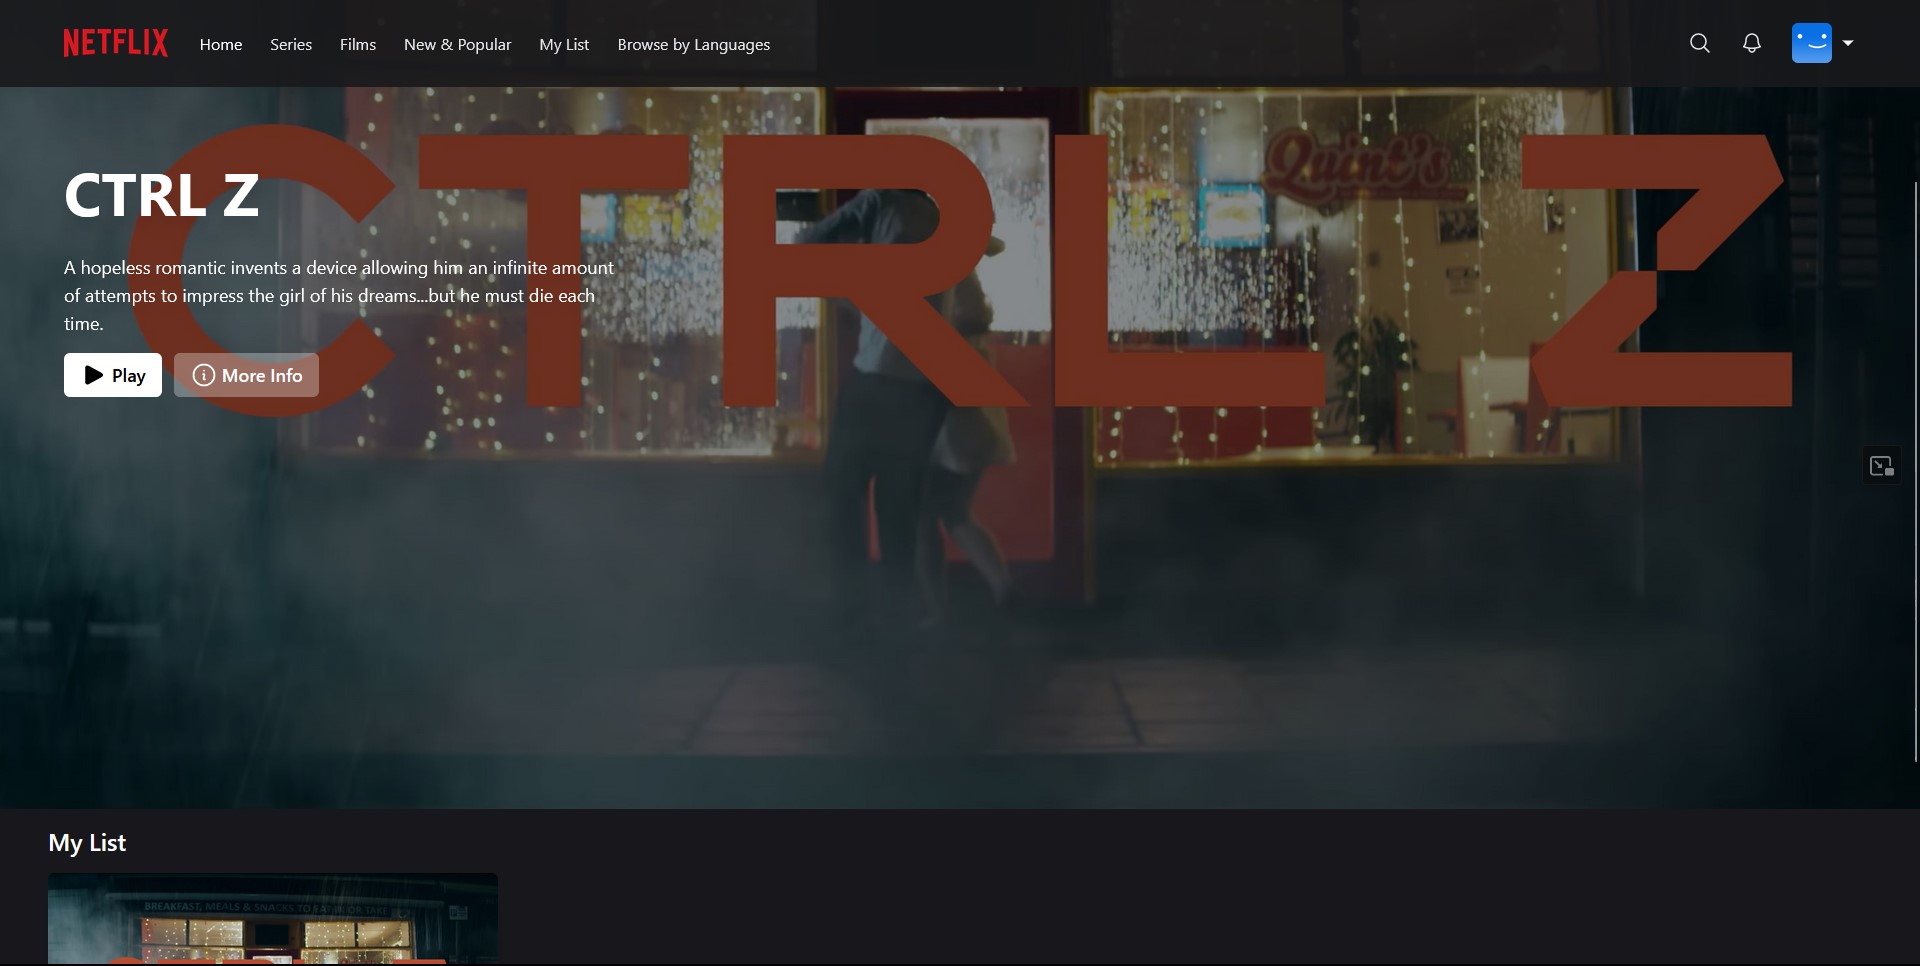 NETFLIX Home Series Films New & Popular My List Browse by Languages
CTRL Z
Quint's
CTRL Z
A hopeless romantic invents a device allowing him an infinite amount
of attempts to impress the girl of his dreams...but he must die each
time.
Play More Info
My List
BREAKFAST, MEALS & SNACKS TO EAT IN OR TAKE